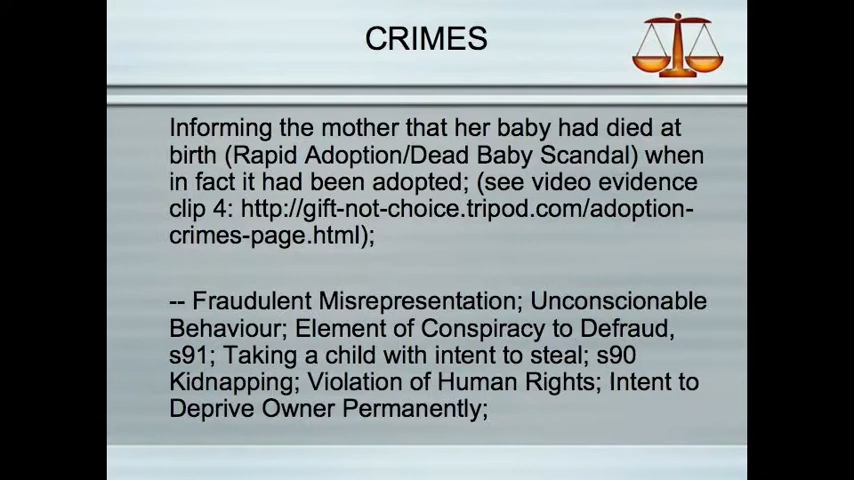 CRIMES
Informing the mother that her baby had died at
birth (Rapid Adoption/Dead Baby Scandal) when
in fact it had been adopted; (see video evidence
clip 4: http://gift-not-choice.tripod.com/adoption-
crimes-page.html);
-- Fraudulent Misrepresentation; Unconscionable
Behaviour; Element of Conspiracy to Defraud,
s91; Taking a child with intent to steal; s90
Kidnapping; Violation of Human Rights; Intent to
Deprive Owner Permanently;